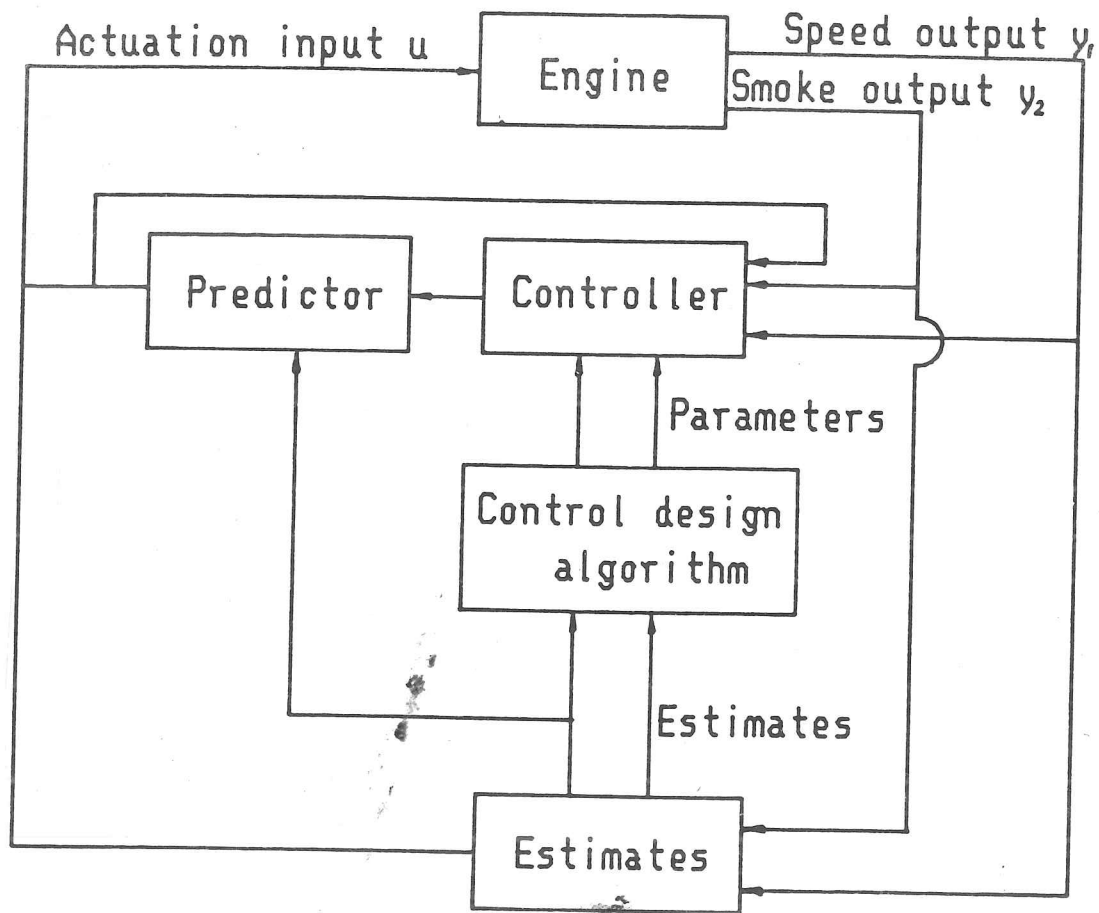 Actuation input u
Engine
Speed output y₁
Smoke output y₂
Predictor
Controller
Parameters
Control design
algorithm
Estimates
Estimates